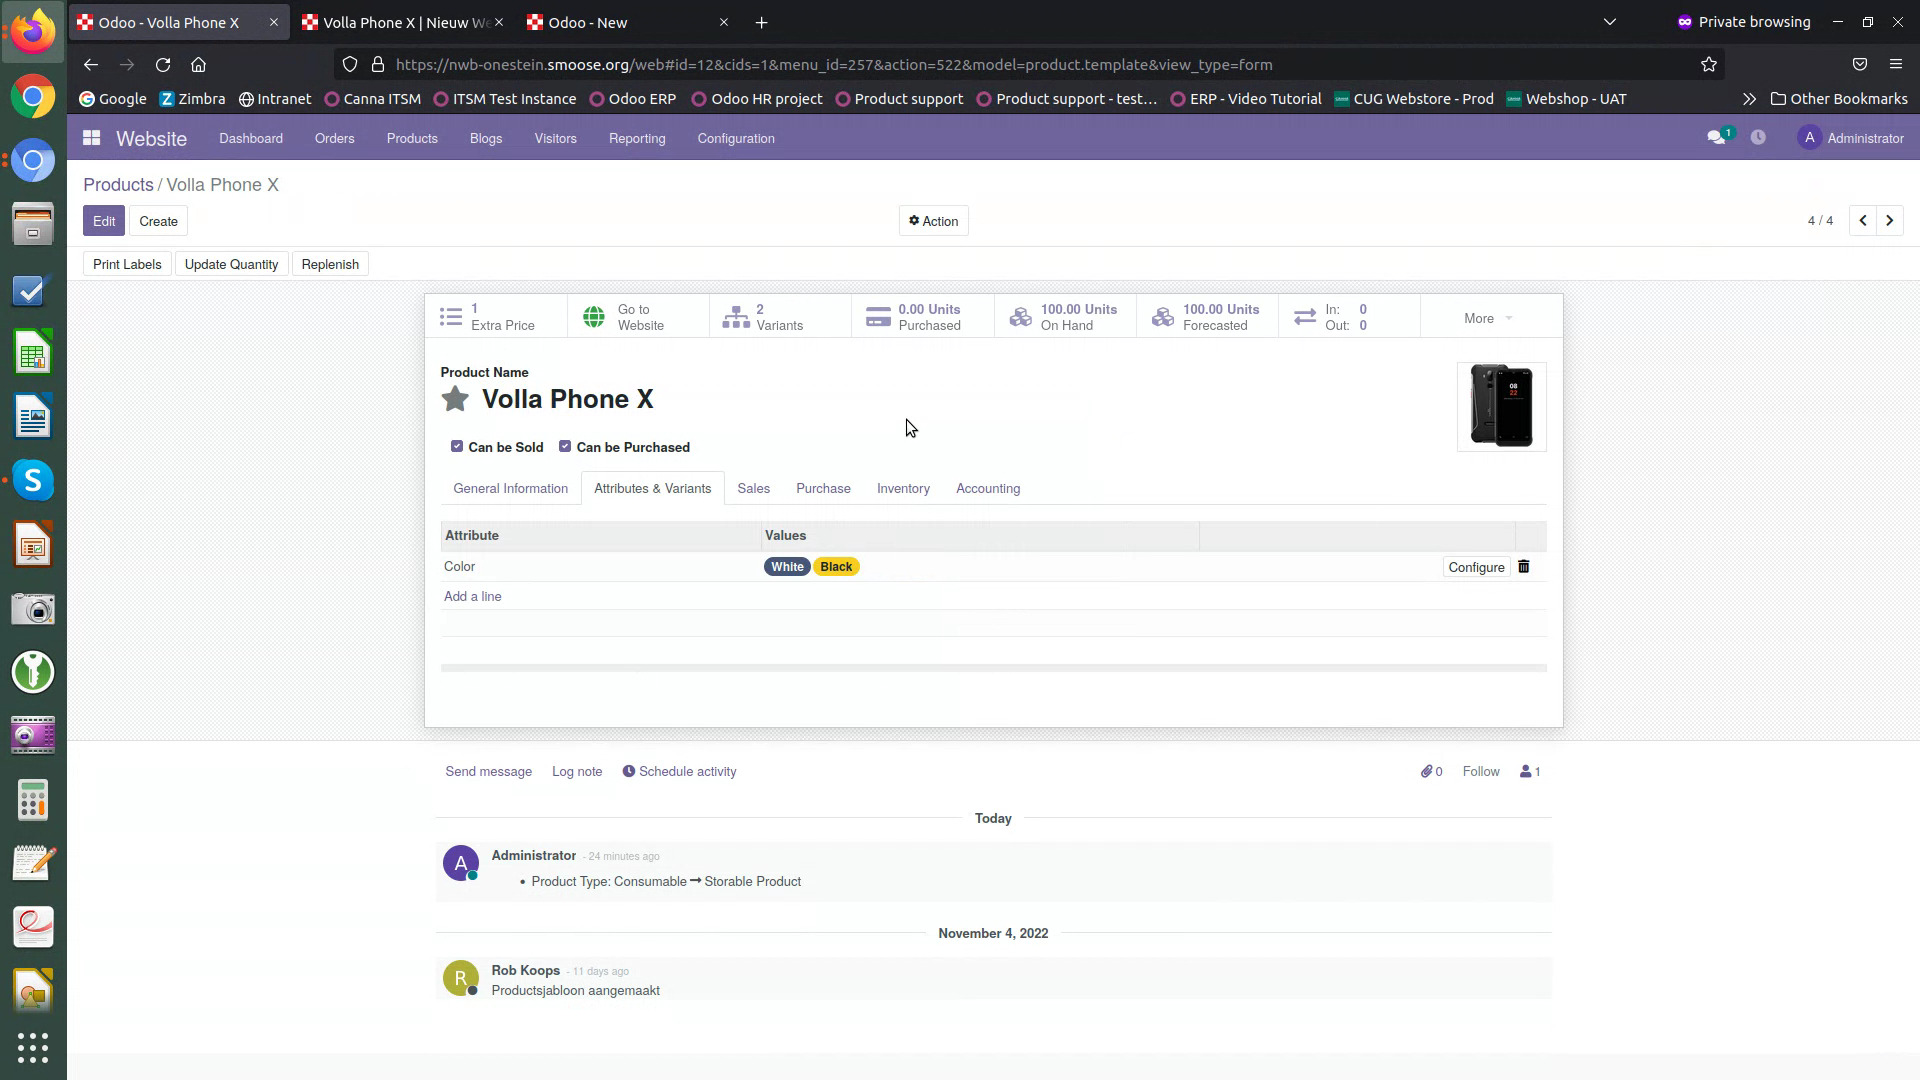 Odoo - Volla Phone X
Volla Phone X | Nieuw We
Odoo - New
Private browsing
https://nwb-onestein.smoose.org/web#id=12&cids=1&menu_id=257&action=522&model=product.template&view_type=form
Google
Zimbra
Intranet
Canna ITSM
ITSM Test Instance
Odoo ERP
Odoo HR project
Product support
Product support - test...
ERP - Video Tutorial
CUG Webstore - Prod
Webshop - UAT
Other Bookmarks
Website
Dashboard
Orders
Products
Blogs
Visitors
Reporting
Configuration
1
A
Administrator
Products / Volla Phone X
Edit
Create
Action
4 / 4
Print Labels
Update Quantity
Replenish
1
Extra Price
Go to
Website
2
Variants
0.00 Units
Purchased
100.00 Units
On Hand
100.00 Units
Forecasted
In: 0
Out: 0
More
Product Name
Volla Phone X
08
22
Can be Sold
Can be Purchased
General Information
Attributes & Variants
Sales
Purchase
Inventory
Accounting
Attribute
Values
Color
White
Black
Configure
Add a line
Send message
Log note
Schedule activity
0
Follow
1
Today
A
Administrator - 24 minutes ago
• Product Type: Consumable → Storable Product
November 4, 2022
R
Rob Koops - 11 days ago
Productsjabloon aangemaakt